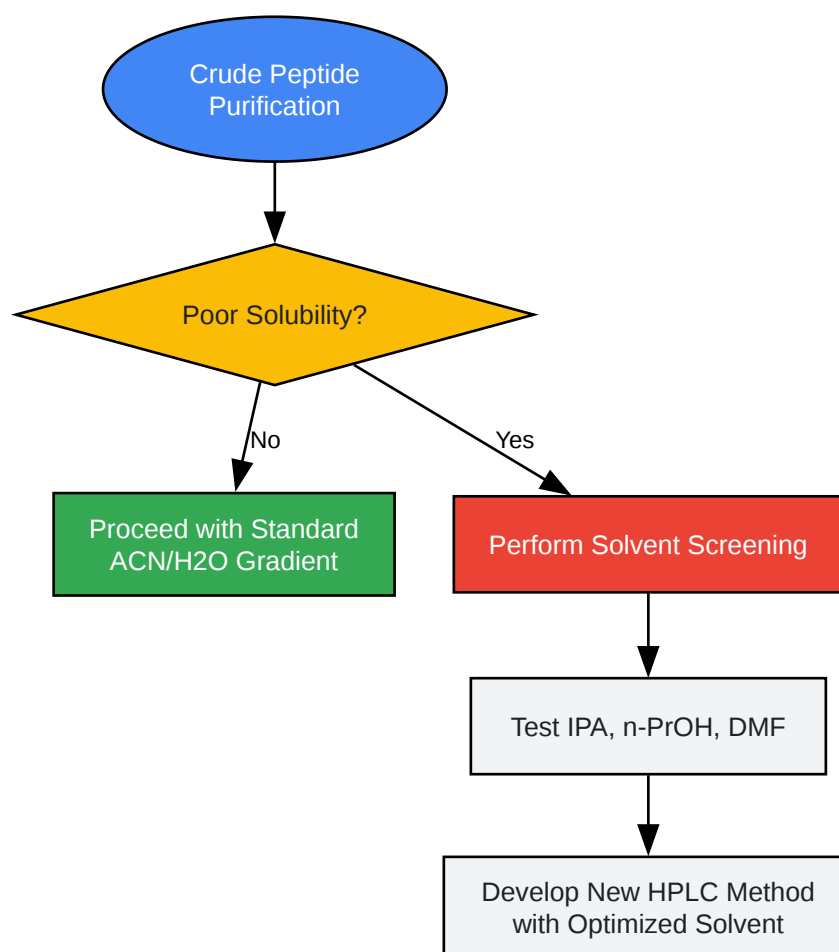 Crude Peptide
Purification
Poor Solubility?
No
Yes
Proceed with Standard
ACN/H2O Gradient
Perform Solvent Screening
Test IPA, n-PrOH, DMF
Develop New HPLC Method
with Optimized Solvent